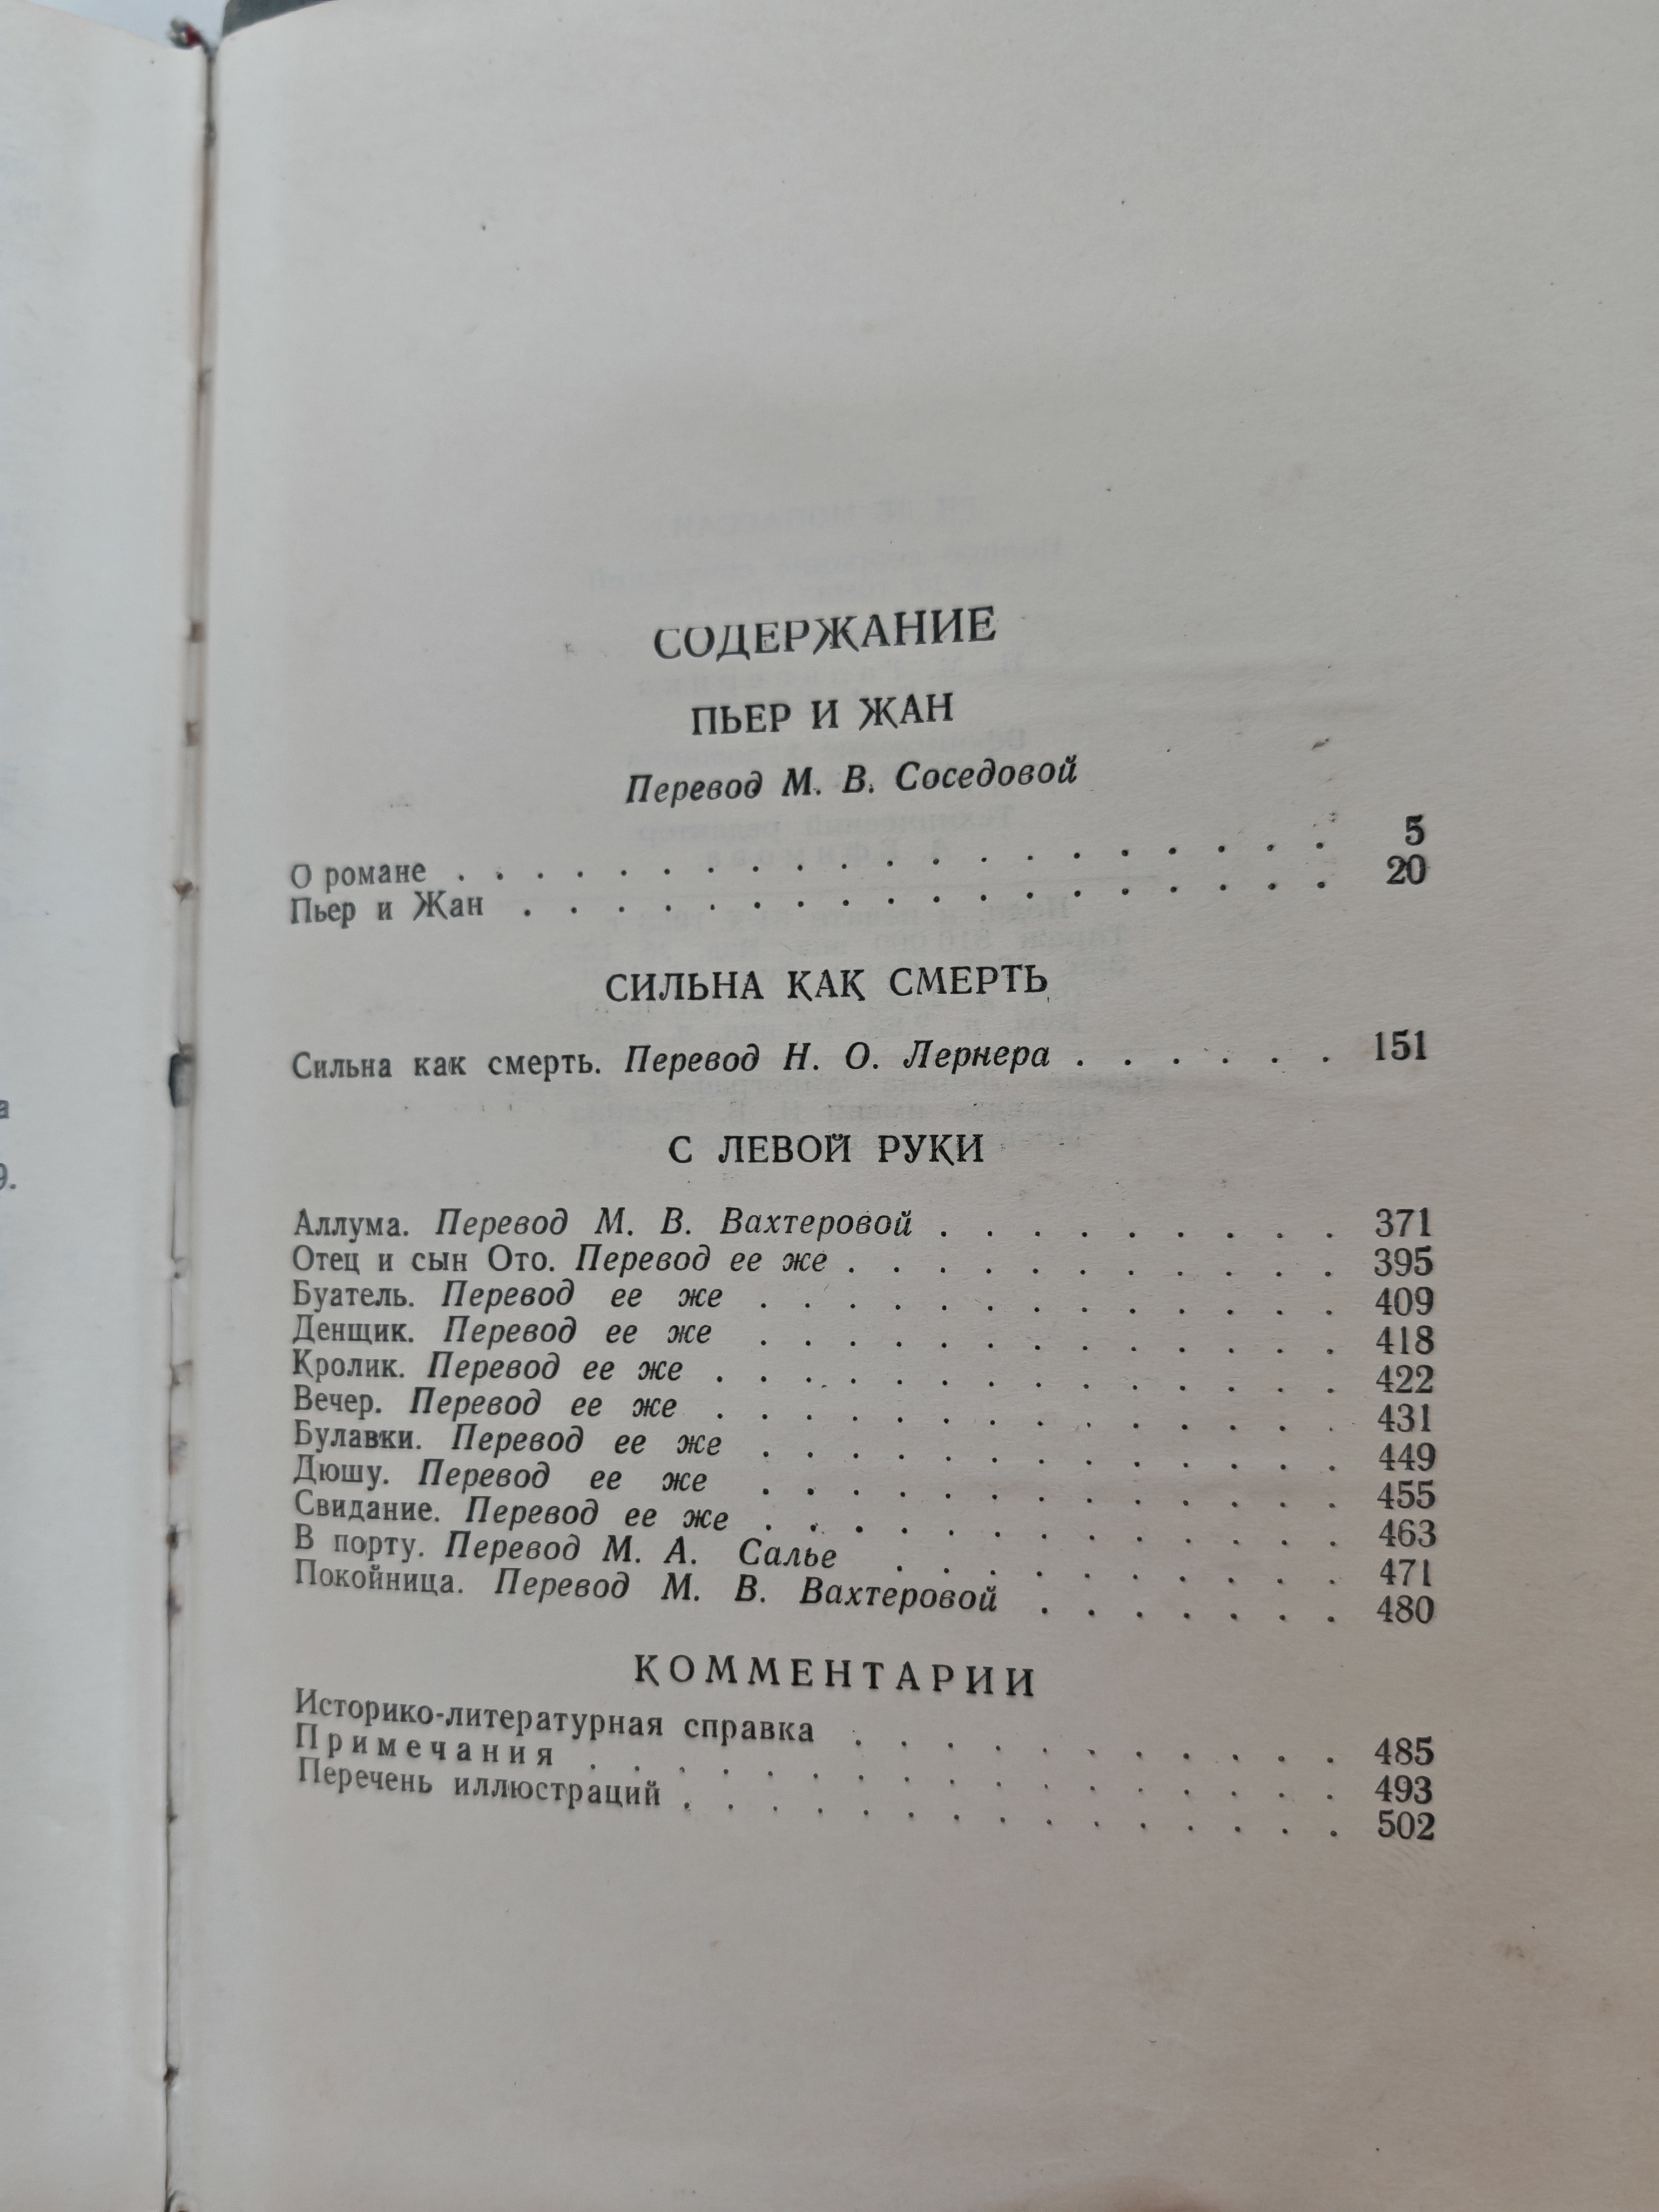 СОДЕРЖАНИЕ
ПЬЕР И ЖАН
Перевод М. В. Соседовой
О романе . . . . . . . . . . . . . . . . . . . . . 5
Пьер и Жан . . . . . . . . . . . . . . . . . . 20
СИЛЬНА КАК СМЕРТЬ
Сильна как смерть. Перевод Н. О. Лернера . . . . . . 151
С ЛЕВОЙ РУКИ
Аллума. Перевод М. В. Вахтеровой . . . . . . . . . 371
Отец и сын Ото. Перевод ее же . . . . . . . . . . . 395
Буатель. Перевод ее же . . . . . . . . . . . . . 409
Денщик. Перевод ее же . . . . . . . . . . . . . 418
Кролик. Перевод ее же . . . . . . . . . . . . . . 422
Вечер. Перевод ее же . . . . . . . . . . . . . . 431
Булавки. Перевод ее же . . . . . . . . . . . . . 449
Дюшу. Перевод ее же . . . . . . . . . . . . . 455
Свидание. Перевод ее же . . . . . . . . . . . . . 463
В порту. Перевод М. А. Салье . . . . . . . . . . 471
Покойница. Перевод М. В. Вахтеровой . . . . . . . 480
КОММЕНТАРИИ
Историко-литературная справка . . . . . . . . . . . 485
Примечания . . . . . . . . . . . . . . . . . 493
Перечень иллюстраций . . . . . . . . . . . . . . . 502